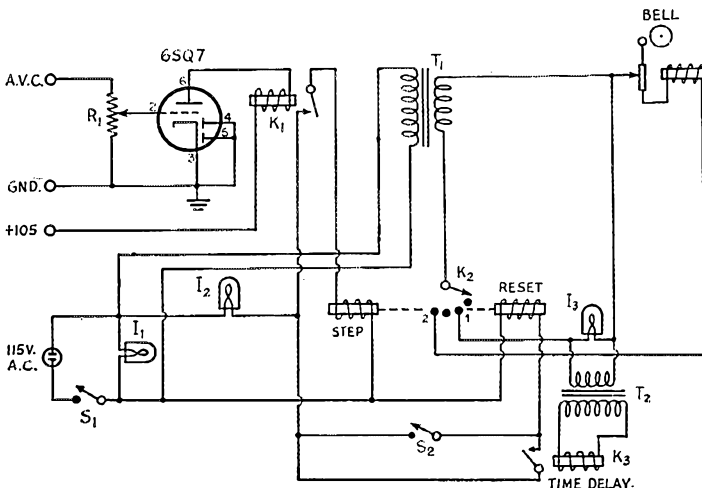 BELL
6SQ7
T1
A.V.C.
6
R1
2
4
5
K1
3
GND.
+105
K2
RESET
I2
I3
2
1
STEP
I1
115V.
A.C.
S1
T2
S2
K3
TIME DELAY.